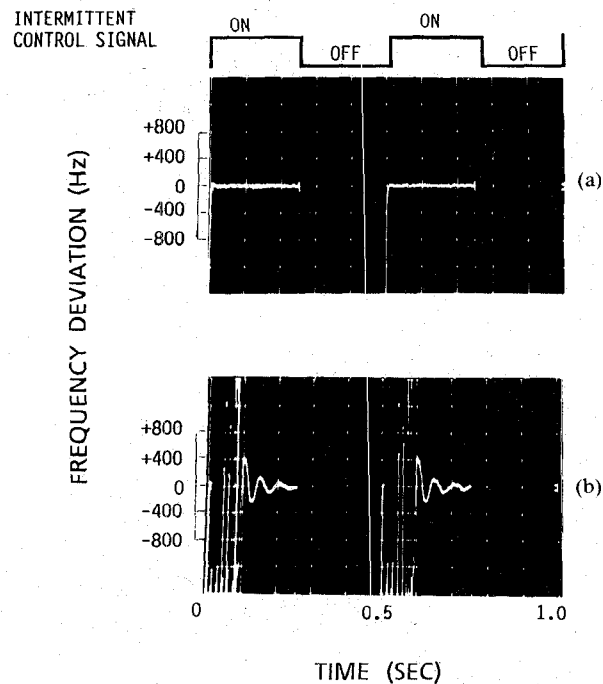 INTERMITTENT
CONTROL SIGNAL
ON
OFF
ON
OFF
FREQUENCY DEVIATION (Hz)
+800
+400
0
-400
-800
(a)
+800
+400
0
-400
-800
(b)
0
0.5
1.0
TIME (SEC)